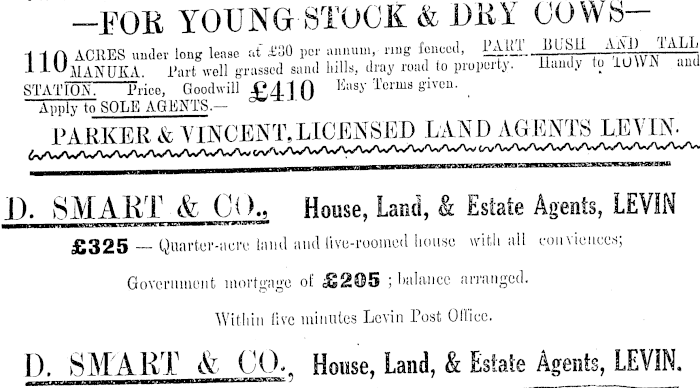 —FOR YOUNG STOCK & DRY COWS—
110 ACRES under long lease at £30 per annum, ring fenced, PART BUSH AND TALL
MANUKA. Part well grassed sand hills, dray road to property. Handy to TOWN and
STATION. Price, Goodwill £410 Easy Terms given.
Apply to SOLE AGENTS.—
PARKER & VINCENT, LICENSED LAND AGENTS LEVIN.
D. SMART & CO., House, Land, & Estate Agents, LEVIN
£325 — Quarter-acre land and five-roomed house with all conviences;
Government mortgage of £205 ; balance arranged.
Within five minutes Levin Post Office.
D. SMART & CO., House, Land, & Estate Agents, LEVIN.